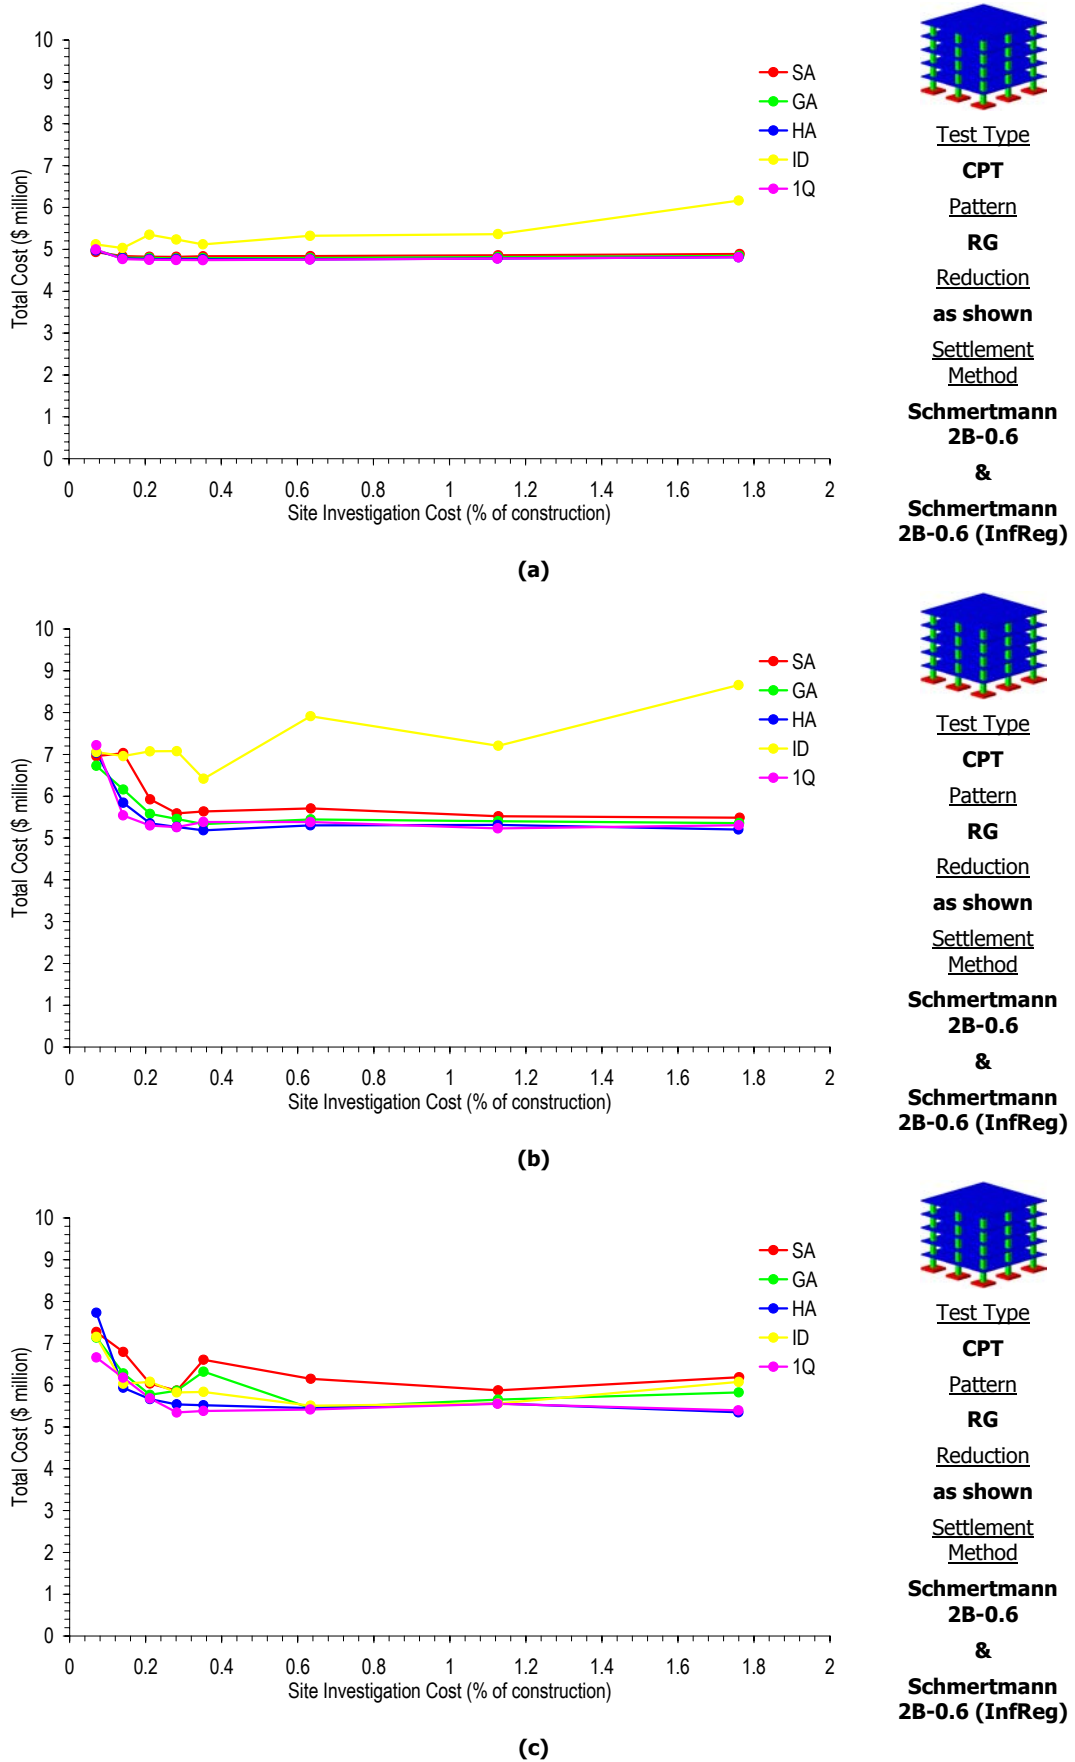 10
9
8
7
6
5
4
3
2
1
0
Total Cost ($ million)
0 0.2 0.4 0.6 0.8 1 1.2 1.4 1.6 1.8 2
Site Investigation Cost (% of construction)
SA
GA
HA
ID
1Q
Test Type
CPT
Pattern
RG
Reduction
as shown
Settlement
Method
Schmertmann
2B-0.6
&
Schmertmann
2B-0.6 (InfReg)
(a)
10
9
8
7
6
5
4
3
2
1
0
Total Cost ($ million)
0 0.2 0.4 0.6 0.8 1 1.2 1.4 1.6 1.8 2
Site Investigation Cost (% of construction)
SA
GA
HA
ID
1Q
Test Type
CPT
Pattern
RG
Reduction
as shown
Settlement
Method
Schmertmann
2B-0.6
&
Schmertmann
2B-0.6 (InfReg)
(b)
10
9
8
7
6
5
4
3
2
1
0
Total Cost ($ million)
0 0.2 0.4 0.6 0.8 1 1.2 1.4 1.6 1.8 2
Site Investigation Cost (% of construction)
SA
GA
HA
ID
1Q
Test Type
CPT
Pattern
RG
Reduction
as shown
Settlement
Method
Schmertmann
2B-0.6
&
Schmertmann
2B-0.6 (InfReg)
(c)